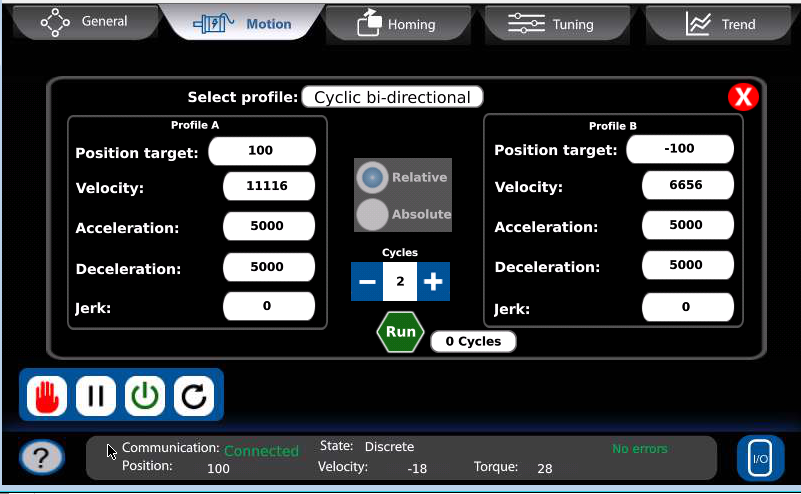 General
Motion
Homing
Tuning
Trend
Select profile: Cyclic bi-directional
X
Profile A
Position target: 100
Velocity: 11116
Acceleration: 5000
Deceleration: 5000
Jerk: 0
Relative
Absolute
Cycles
− 2 +
Run
0 Cycles
Profile B
Position target: -100
Velocity: 6656
Acceleration: 5000
Deceleration: 5000
Jerk: 0
?
Communication: Connected State: Discrete No errors
Position: 100 Velocity: -18 Torque: 28
I/O